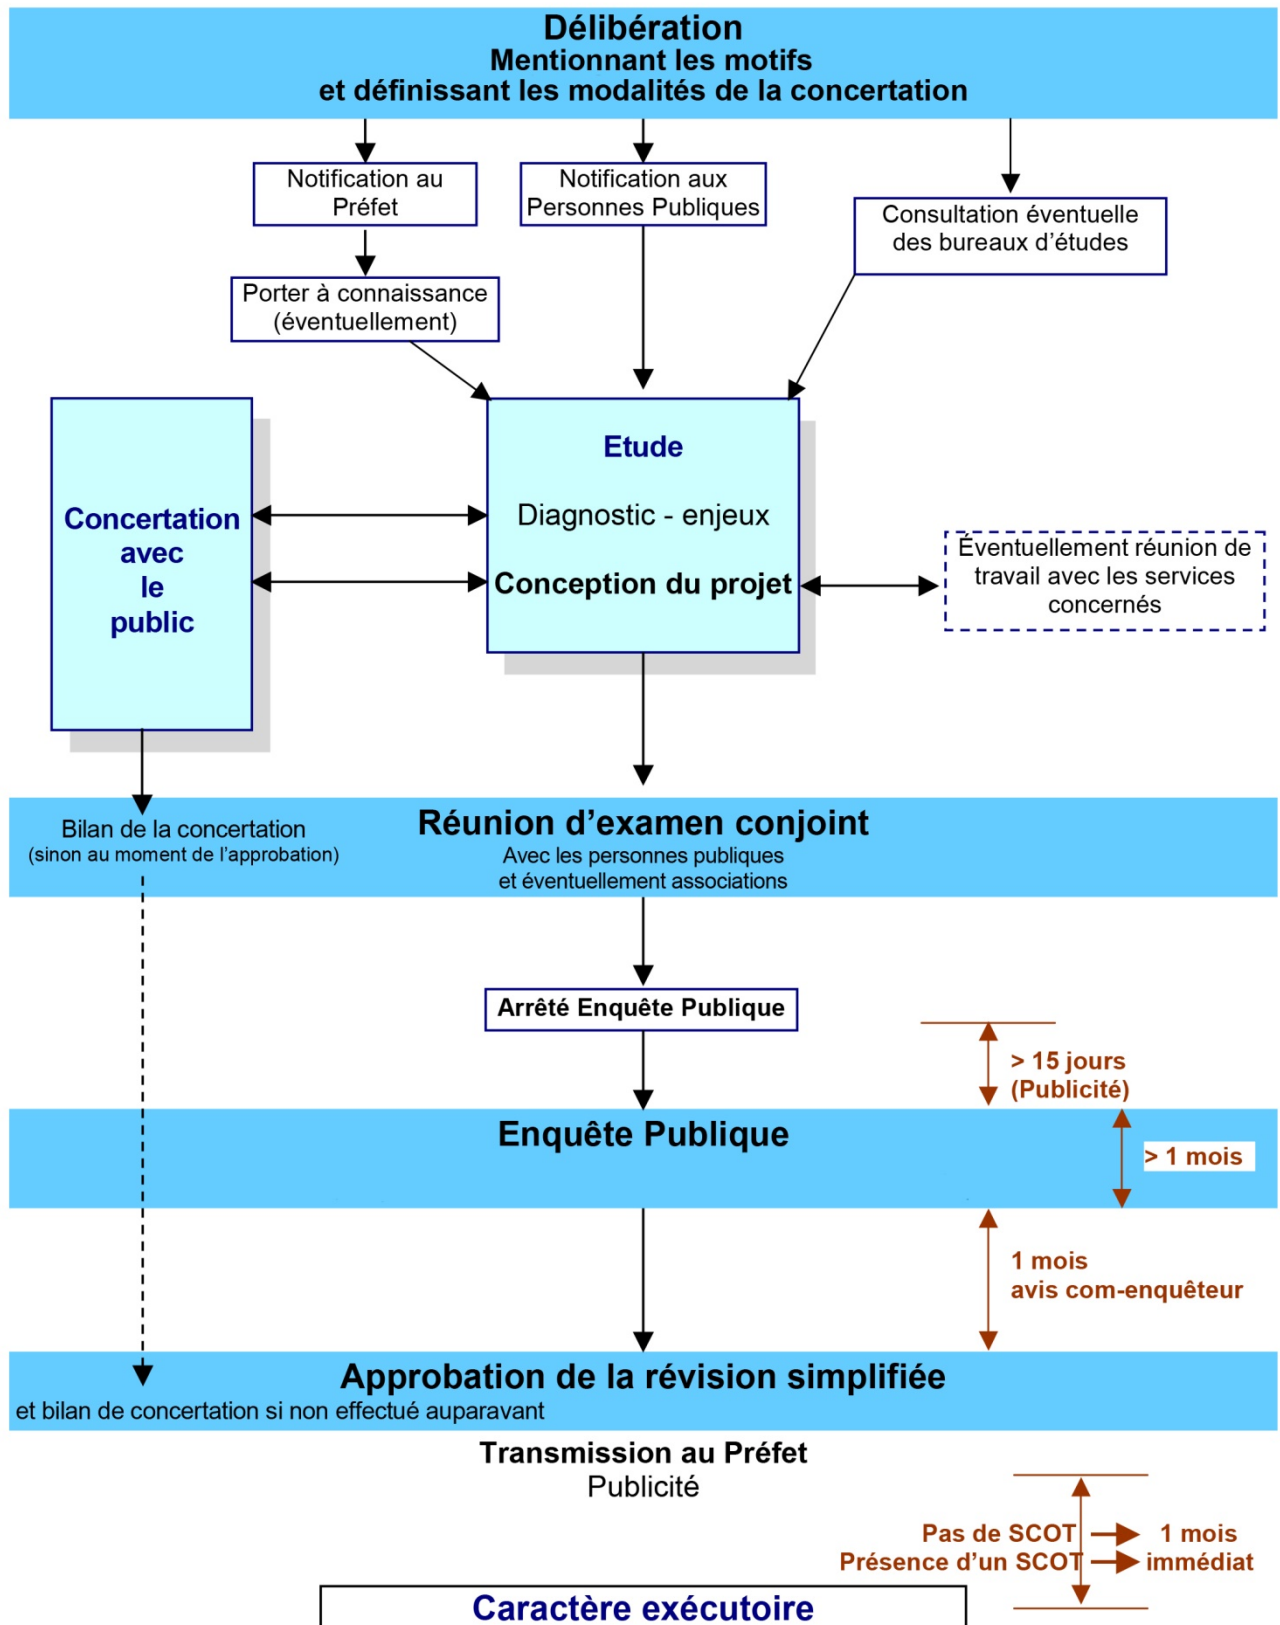 Délibération
Mentionnant les motifs
et définissant les modalités de la concertation
Notification au
Préfet
Notification aux
Personnes Publiques
Consultation éventuelle
des bureaux d’études
Porter à connaissance
(éventuellement)
Concertation
avec
le
public
Etude
Diagnostic - enjeux
Conception du projet
Éventuellement réunion de
travail avec les services
concernés
Bilan de la concertation
(sinon au moment de l’approbation)
Réunion d’examen conjoint
Avec les personnes publiques
et éventuellement associations
Arrêté Enquête Publique
> 15 jours
(Publicité)
Enquête Publique
> 1 mois
1 mois
avis com-enquêteur
Approbation de la révision simplifiée
et bilan de concertation si non effectué auparavant
Transmission au Préfet
Publicité
Pas de SCOT 1 mois
Présence d’un SCOT immédiat
Caractère exécutoire